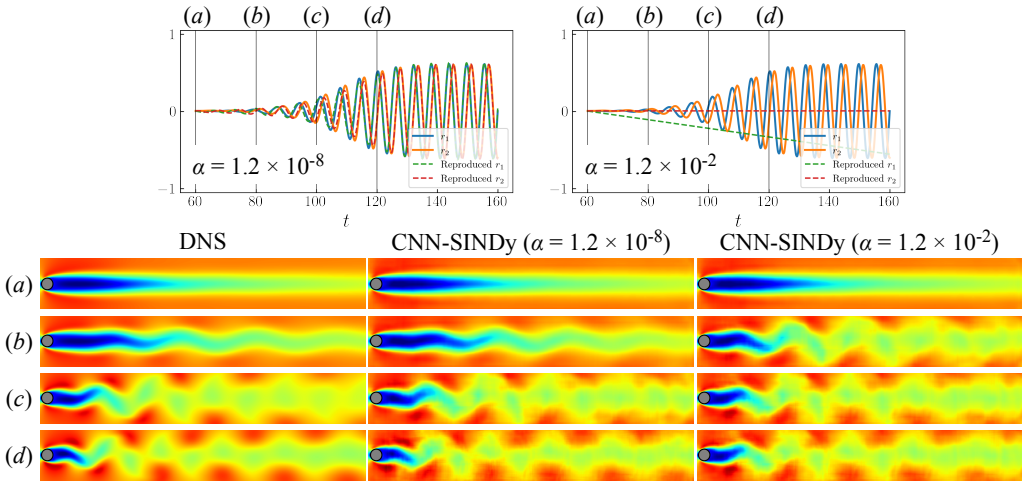 (a) (b) (c) (d) (a) (b) (c) (d)
1 1
0 0
−1 −1
r₁ r₁
r₂ r₂
Reproduced r₁ Reproduced r₁
Reproduced r₂ Reproduced r₂
α = 1.2 × 10⁻⁸ α = 1.2 × 10⁻²
60 80 100 120 140 160 60 80 100 120 140 160
t t
DNS CNN-SINDy (α = 1.2 × 10⁻⁸) CNN-SINDy (α = 1.2 × 10⁻²)
(a)
(b)
(c)
(d)